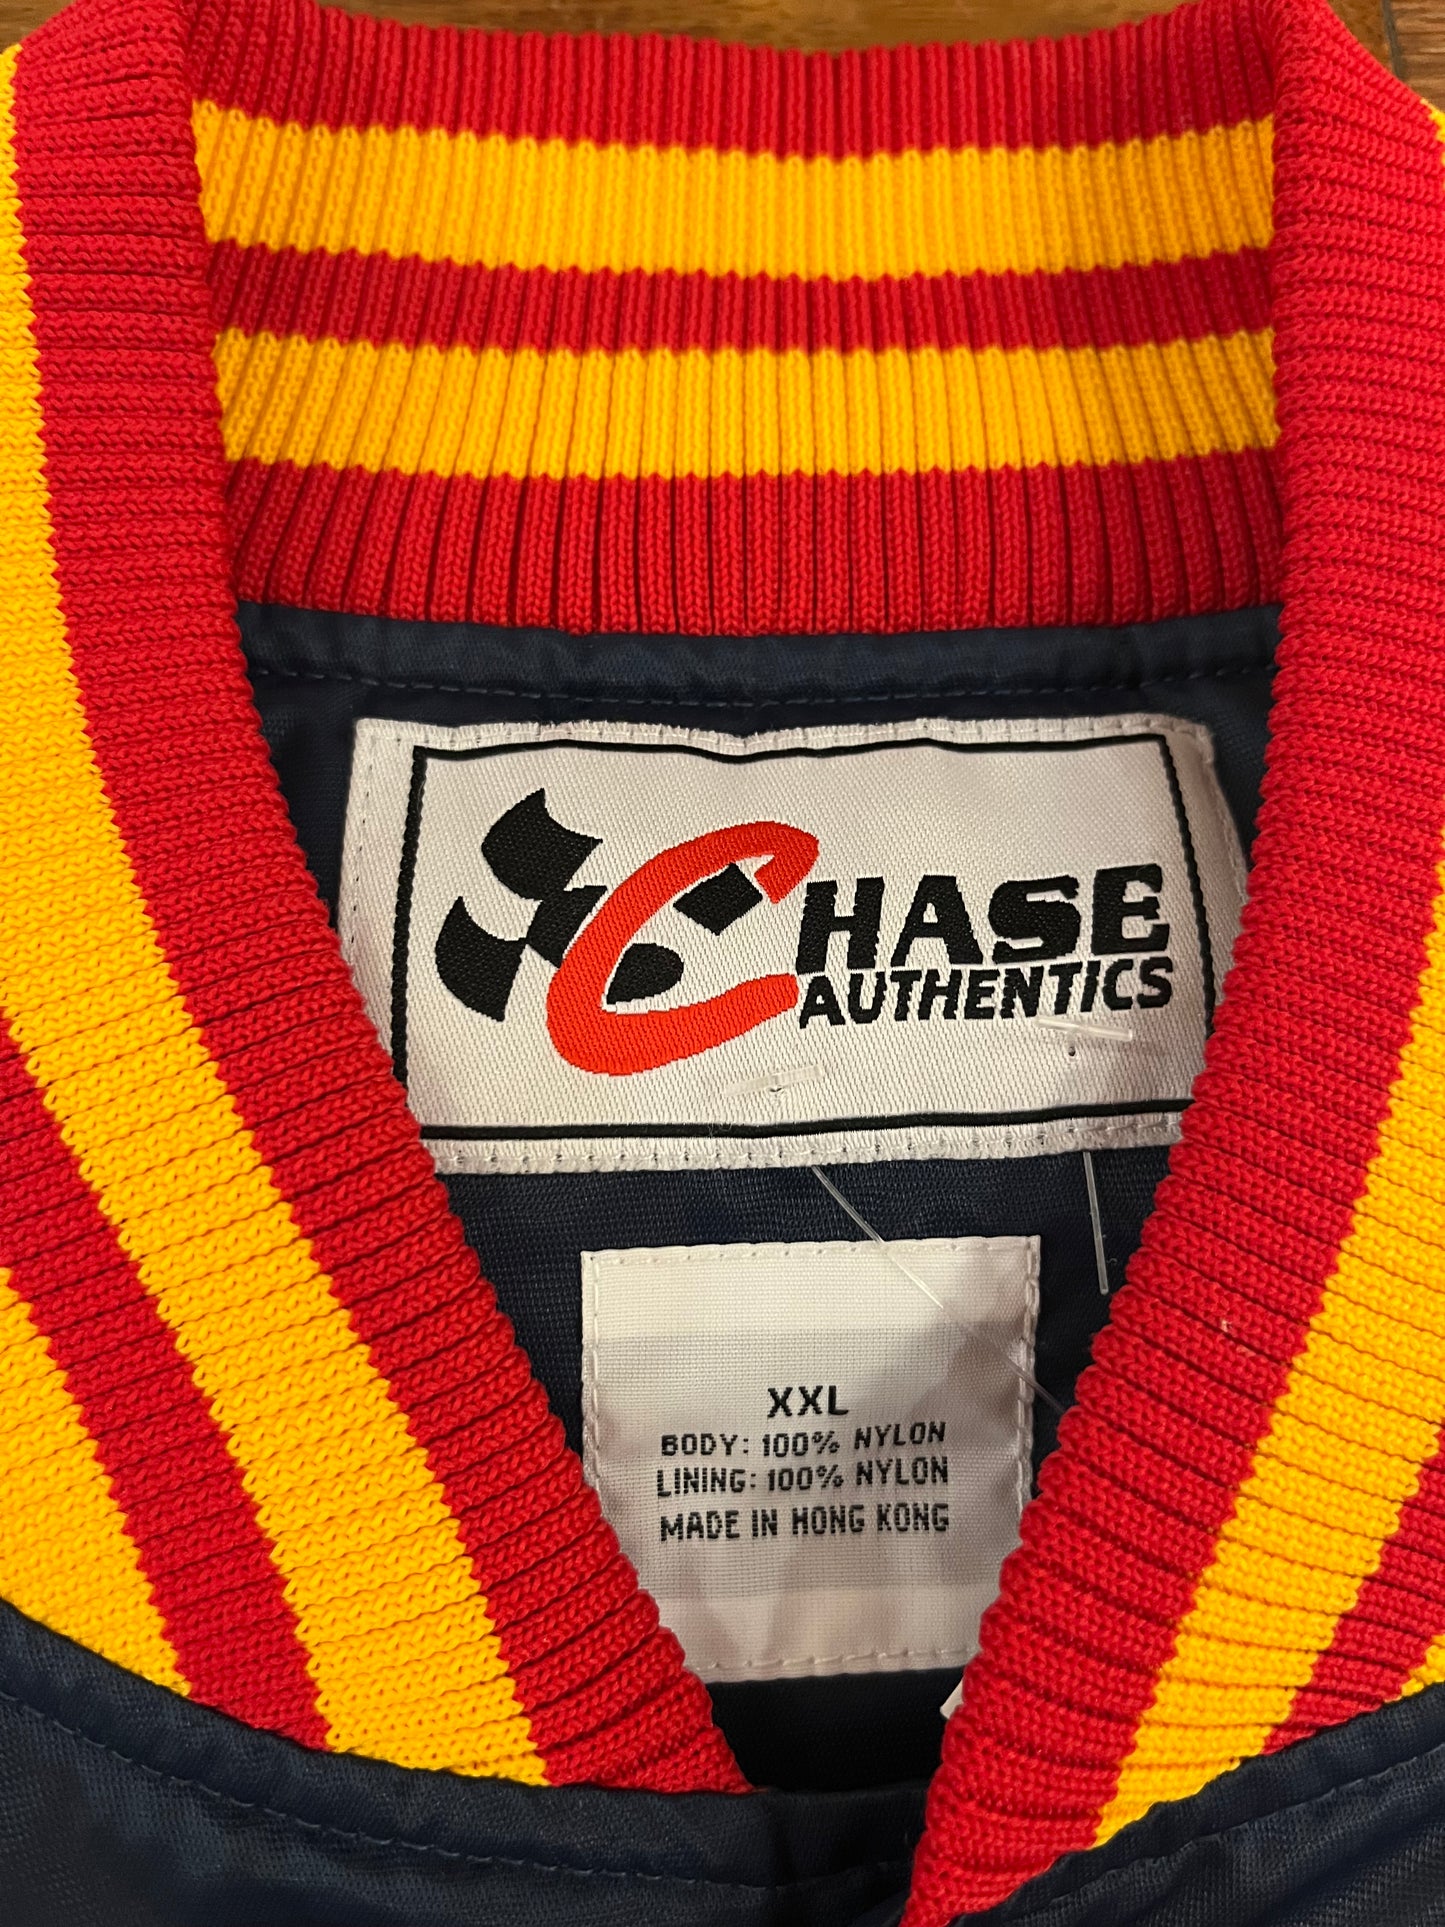 CHASE
AUTHENTICS
XXL
BODY: 100% NYLON
LINING: 100% NYLON
MADE IN HONG KONG